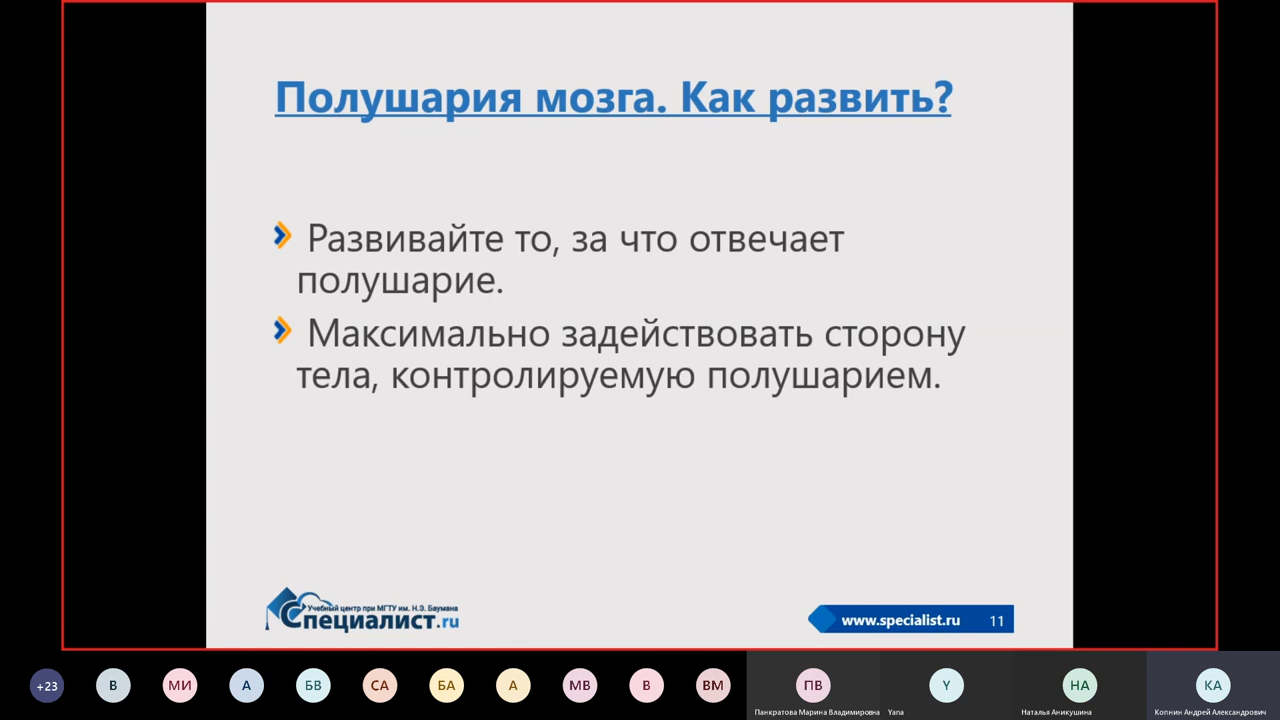 Полушария мозга. Как развить?
Развивайте то, за что отвечает
полушарие.
Максимально задействовать сторону
тела, контролируемую полушарием.
Учебный центр при МГТУ им. Н.Э. Баумана
Специалист.ru
www.specialist.ru 11
+23 В МИ А БВ СА БА А МВ В ВМ ПВ Y НА КА
Панкратова Марина Владимировна Yana Наталья Аникушина Копнин Андрей Александрович